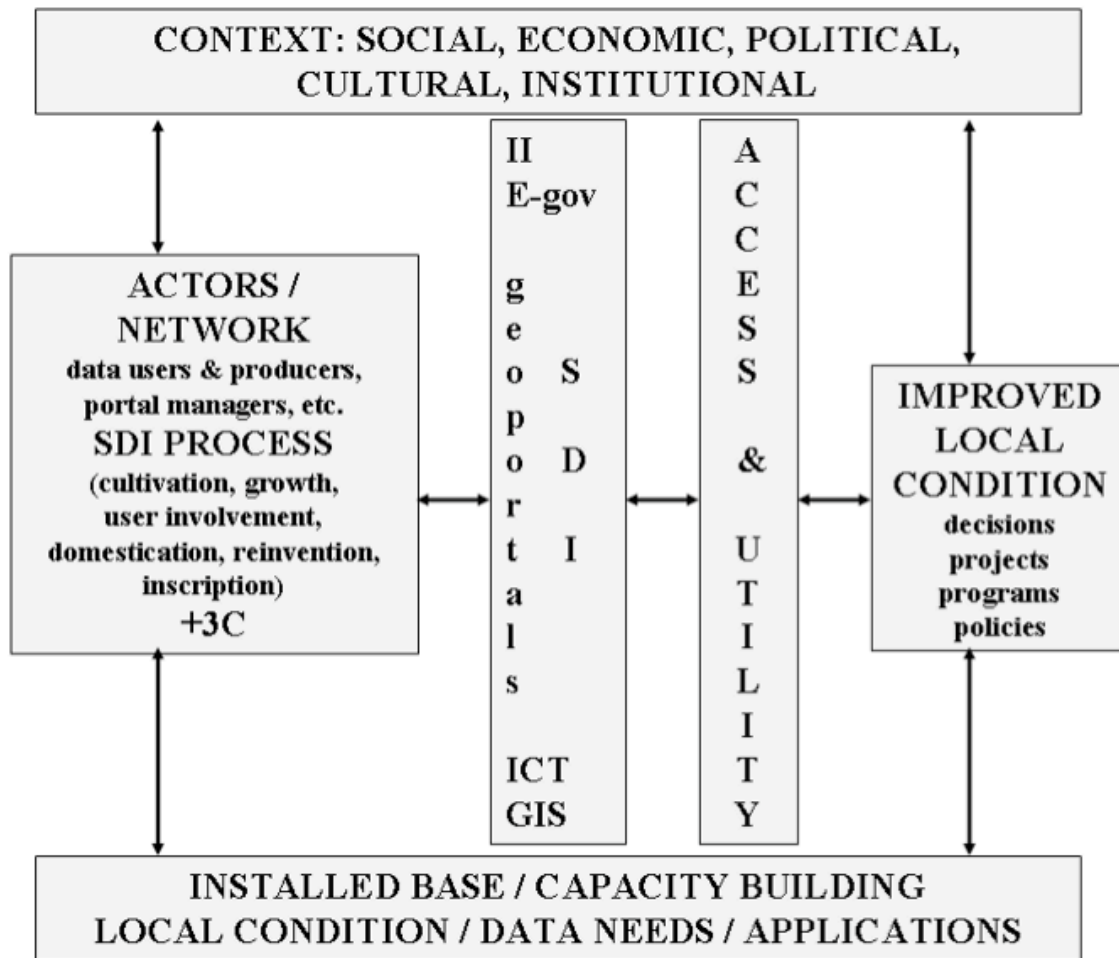 CONTEXT: SOCIAL, ECONOMIC, POLITICAL,
CULTURAL, INSTITUTIONAL
ACTORS /
NETWORK
data users & producers,
portal managers, etc.
SDI PROCESS
(cultivation, growth,
user involvement,
domestication, reinvention,
inscription)
+3C
II
E-gov
geoportals
SDI
ICT
GIS
ACCESS & UTILITY
IMPROVED
LOCAL
CONDITION
decisions
projects
programs
policies
INSTALLED BASE / CAPACITY BUILDING
LOCAL CONDITION / DATA NEEDS / APPLICATIONS